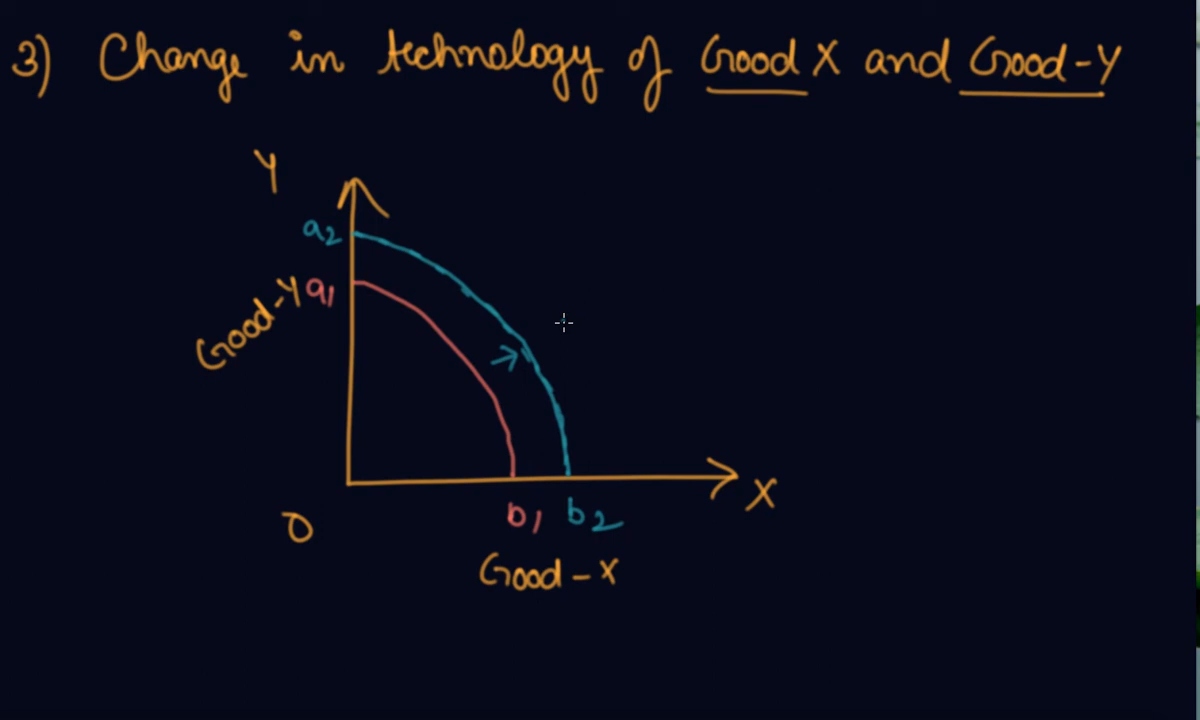 3) Change in technology of Good X and Good-Y
Y
a2
Good-Y a1
X
O
b1 b2
Good-X